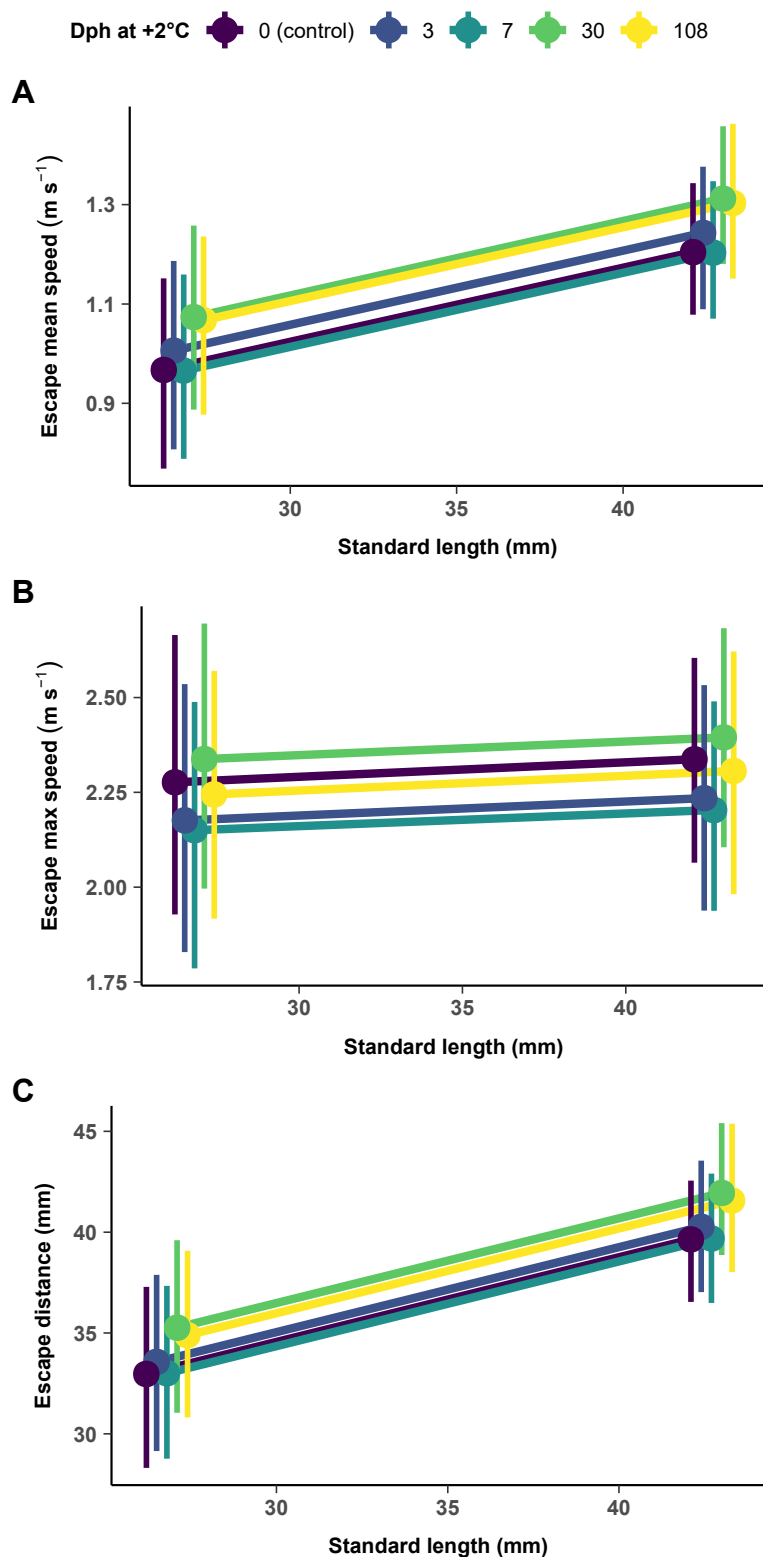 Dph at +2°C 0 (control) 3 7 30 108
A
Escape mean speed (m s⁻¹)
1.3
1.1
0.9
30 35 40
Standard length (mm)
B
Escape max speed (m s⁻¹)
2.50
2.25
2.00
1.75
30 35 40
Standard length (mm)
C
Escape distance (mm)
45
40
35
30
30 35 40
Standard length (mm)